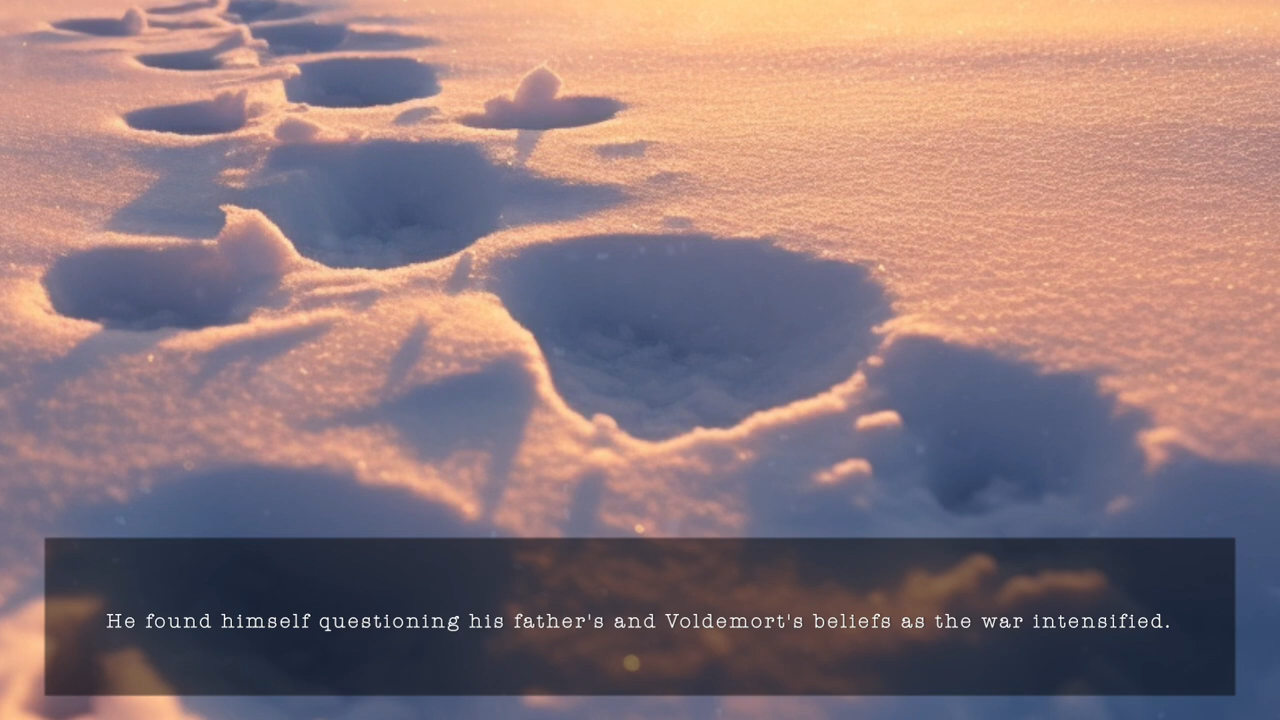 He found himself questioning his father's and Voldemort's beliefs as the war intensified.